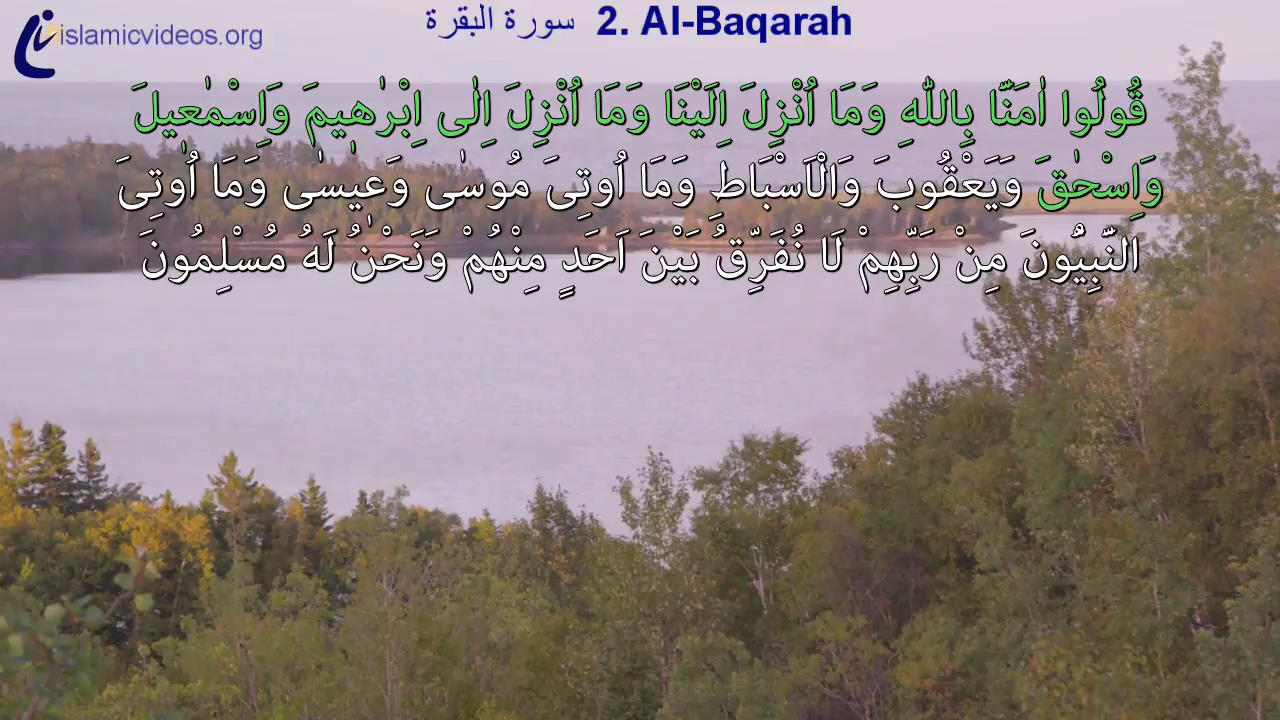 islamicvideos.org
سورة البقرة 2. Al-Baqarah
قُولُوا اٰمَنَّا بِاللّٰهِ وَمَا اُنْزِلَ اِلَيْنَا وَمَا اُنْزِلَ اِلٰى اِبْرٰهٖيمَ وَاِسْمٰعٖيلَ
وَاِسْحٰقَ وَيَعْقُوبَ وَالْاَسْبَاطِ وَمَا اُوتِىَ مُوسٰى وَعٖيسٰى وَمَا اُوتِىَ
النَّبِيُّونَ مِنْ رَبِّهِمْ لَا نُفَرِّقُ بَيْنَ اَحَدٍ مِنْهُمْ وَنَحْنُ لَهُ مُسْلِمُونَ